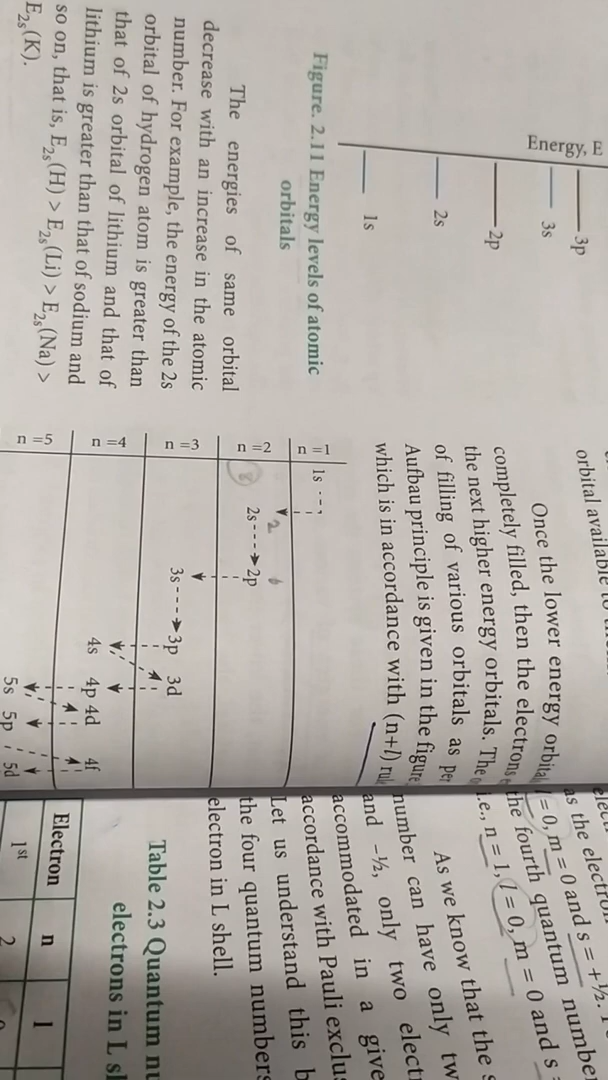 Energy, E
3p
3s
2p
2s
1s
Figure. 2.11 Energy levels of atomic
orbitals
The energies of same orbital
decrease with an increase in the atomic
number. For example, the energy of the 2s
orbital of hydrogen atom is greater than
that of 2s orbital of lithium and that of
lithium is greater than that of sodium and
so on, that is, E2s(H) > E2s(Li) > E2s(Na) >
E2s(K).
orbital available to
Once the lower energy
completely filled, then the electrons
the next higher energy orbitals. The
of filling of various orbitals as per
Aufbau principle is given in the figure
which is in accordance with (n+l)
n =1 1s
n =2 2s 2p
2 6
8
n =3 3s 3p 3d
n =4 4s 4p 4d 4f
n =5 5s 5p 5d
as the electron
l = 0, m = 0 and s = +½.
the fourth quantum
i.e., n = 1, l = 0, m = 0 and s
As we know that the
number can have only
and -½, only two
accommodated in a
accordance with Pauli
Let us understand this
the four quantum numbers
electron in L shell.
Table 2.3 Quantum
electrons in L
Electron n l
1st 2